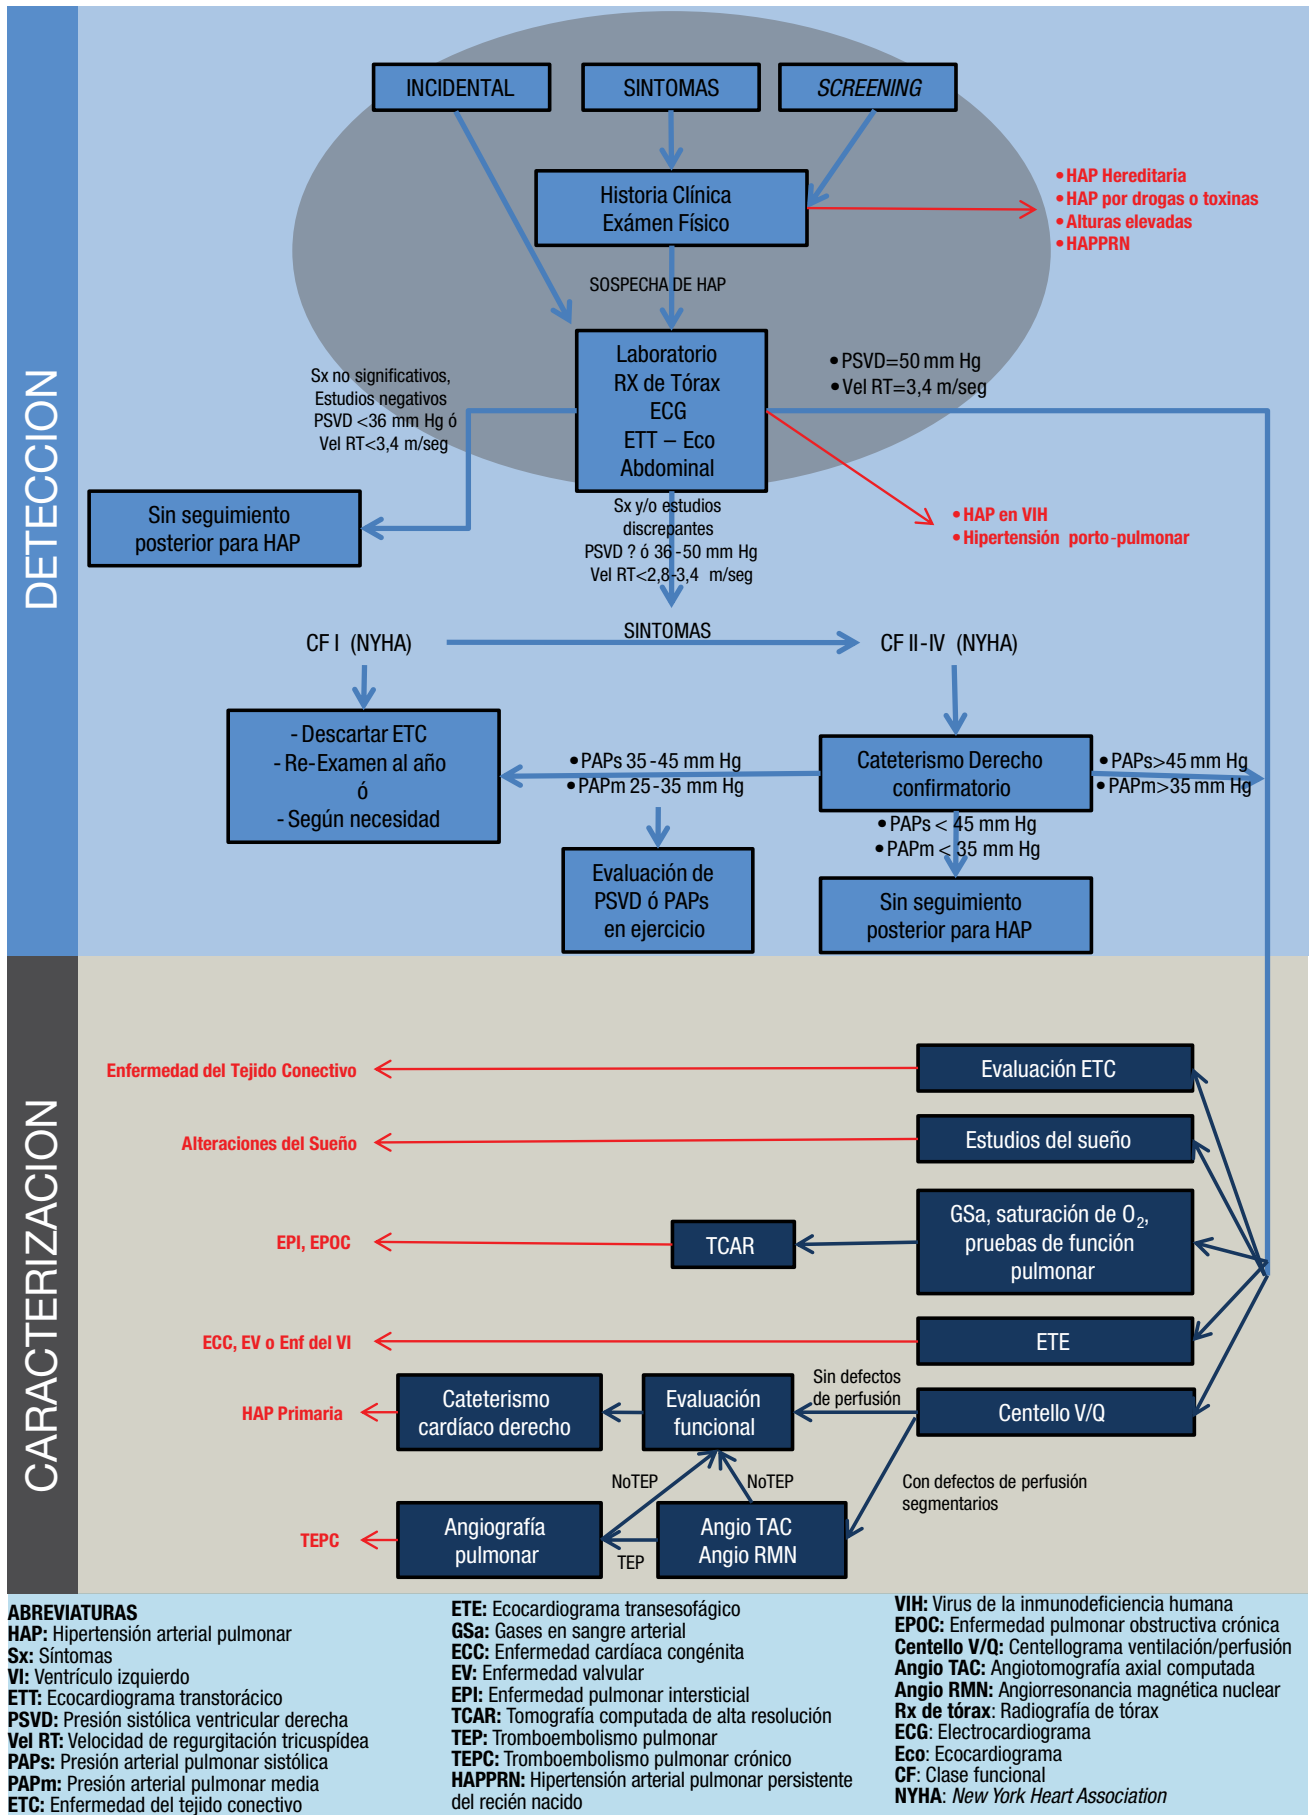 DETECCION
INCIDENTAL
SINTOMAS
SCREENING
Historia Clínica
Exámen Físico
•HAP Hereditaria
•HAP por drogas o toxinas
•Alturas elevadas
•HAPPRN
SOSPECHA DE HAP
Laboratorio
RX de Tórax
ECG
ETT – Eco
Abdominal
•PSVD=50 mm Hg
•Vel RT=3,4 m/seg
Sx no significativos,
Estudios negativos
PSVD <36 mm Hg ó
Vel RT<3,4 m/seg
Sin seguimiento
posterior para HAP
Sx y/o estudios
discrepantes
PSVD ? ó 36-50 mm Hg
Vel RT<2,8-3,4 m/seg
•HAP en VIH
•Hipertensión porto-pulmonar
CF I (NYHA)
SINTOMAS
CF II-IV (NYHA)
- Descartar ETC
- Re-Examen al año
ó
- Según necesidad
•PAPs 35-45 mm Hg
•PAPm 25-35 mm Hg
Cateterismo Derecho
confirmatorio
•PAPs>45 mm Hg
•PAPm>35 mm Hg
•PAPs < 45 mm Hg
•PAPm < 35 mm Hg
Evaluación de
PSVD ó PAPs
en ejercicio
Sin seguimiento
posterior para HAP
CARACTERIZACION
Enfermedad del Tejido Conectivo
Evaluación ETC
Alteraciones del Sueño
Estudios del sueño
EPI, EPOC
TCAR
GSa, saturación de O2,
pruebas de función
pulmonar
ECC, EV o Enf del VI
ETE
HAP Primaria
Cateterismo
cardíaco derecho
Evaluación
funcional
Sin defectos
de perfusión
Centello V/Q
NoTEP
NoTEP
Con defectos de perfusión
segmentarios
TEPC
Angiografía
pulmonar
TEP
Angio TAC
Angio RMN
ABREVIATURAS
HAP: Hipertensión arterial pulmonar
Sx: Síntomas
VI: Ventrículo izquierdo
ETT: Ecocardiograma transtorácico
PSVD: Presión sistólica ventricular derecha
Vel RT: Velocidad de regurgitación tricuspídea
PAPs: Presión arterial pulmonar sistólica
PAPm: Presión arterial pulmonar media
ETC: Enfermedad del tejido conectivo
ETE: Ecocardiograma transesofágico
GSa: Gases en sangre arterial
ECC: Enfermedad cardíaca congénita
EV: Enfermedad valvular
EPI: Enfermedad pulmonar intersticial
TCAR: Tomografía computada de alta resolución
TEP: Tromboembolismo pulmonar
TEPC: Tromboembolismo pulmonar crónico
HAPPRN: Hipertensión arterial pulmonar persistente
del recién nacido
VIH: Virus de la inmunodeficiencia humana
EPOC: Enfermedad pulmonar obstructiva crónica
Centello V/Q: Centellograma ventilación/perfusión
Angio TAC: Angiotomografía axial computada
Angio RMN: Angiorresonancia magnética nuclear
Rx de tórax: Radiografía de tórax
ECG: Electrocardiograma
Eco: Ecocardiograma
CF: Clase funcional
NYHA: New York Heart Association